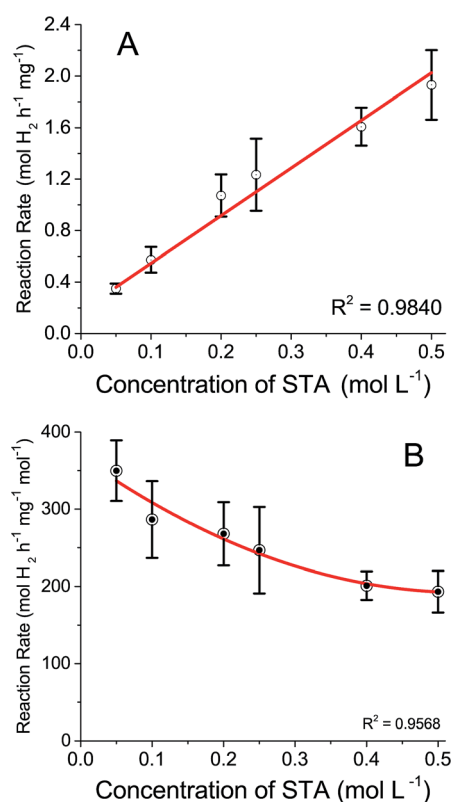 A
Reaction Rate (mol H₂ h⁻¹ mg⁻¹)
2.4
2.0
1.6
1.2
0.8
0.4
0.0
R² = 0.9840
0.0 0.1 0.2 0.3 0.4 0.5
Concentration of STA (mol L⁻¹)
B
Reaction Rate (mol H₂ h⁻¹ mg⁻¹ mol⁻¹)
400
300
200
100
0
R² = 0.9568
0.0 0.1 0.2 0.3 0.4 0.5
Concentration of STA (mol L⁻¹)